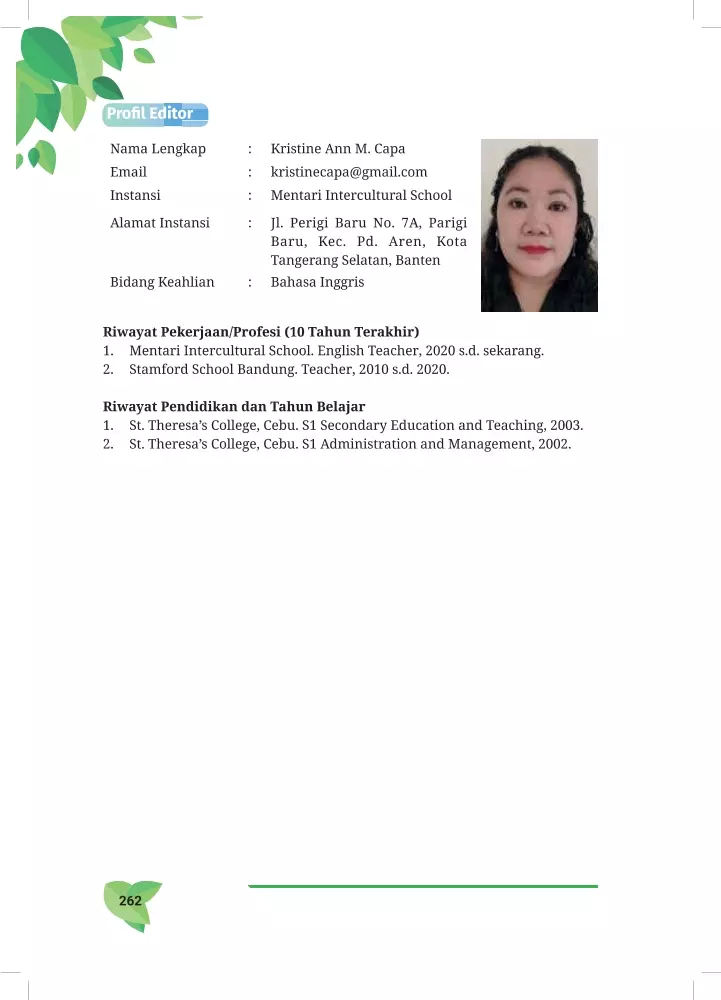 Profil Editor
Nama Lengkap : Kristine Ann M. Capa
Email : kristinecapa@gmail.com
Instansi : Mentari Intercultural School
Alamat Instansi : Jl. Perigi Baru No. 7A, Parigi
Baru, Kec. Pd. Aren, Kota
Tangerang Selatan, Banten
Bidang Keahlian : Bahasa Inggris
Riwayat Pekerjaan/Profesi (10 Tahun Terakhir)
1. Mentari Intercultural School. English Teacher, 2020 s.d. sekarang.
2. Stamford School Bandung. Teacher, 2010 s.d. 2020.
Riwayat Pendidikan dan Tahun Belajar
1. St. Theresa’s College, Cebu. S1 Secondary Education and Teaching, 2003.
2. St. Theresa’s College, Cebu. S1 Administration and Management, 2002.
262